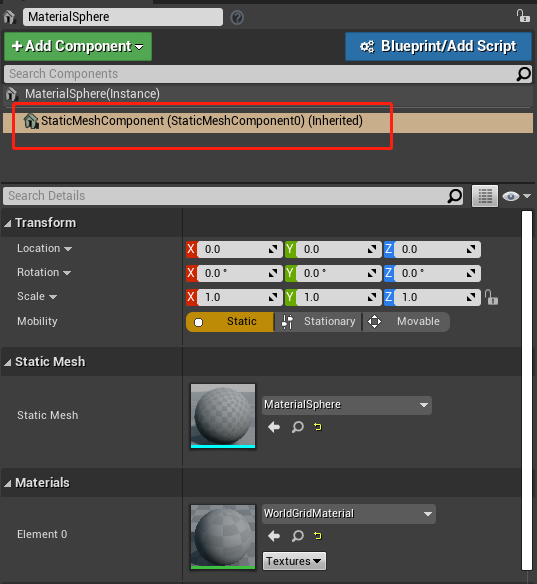 MaterialSphere
+ Add Component
Blueprint/Add Script
Search Components
MaterialSphere(Instance)
StaticMeshComponent (StaticMeshComponent0) (Inherited)
Search Details
Transform
Location X 0.0 Y 0.0 Z 0.0
Rotation X 0.0 ° Y 0.0 ° Z 0.0 °
Scale X 1.0 Y 1.0 Z 1.0
Mobility Static Stationary Movable
Static Mesh
Static Mesh MaterialSphere
Materials
Element 0 WorldGridMaterial
Textures